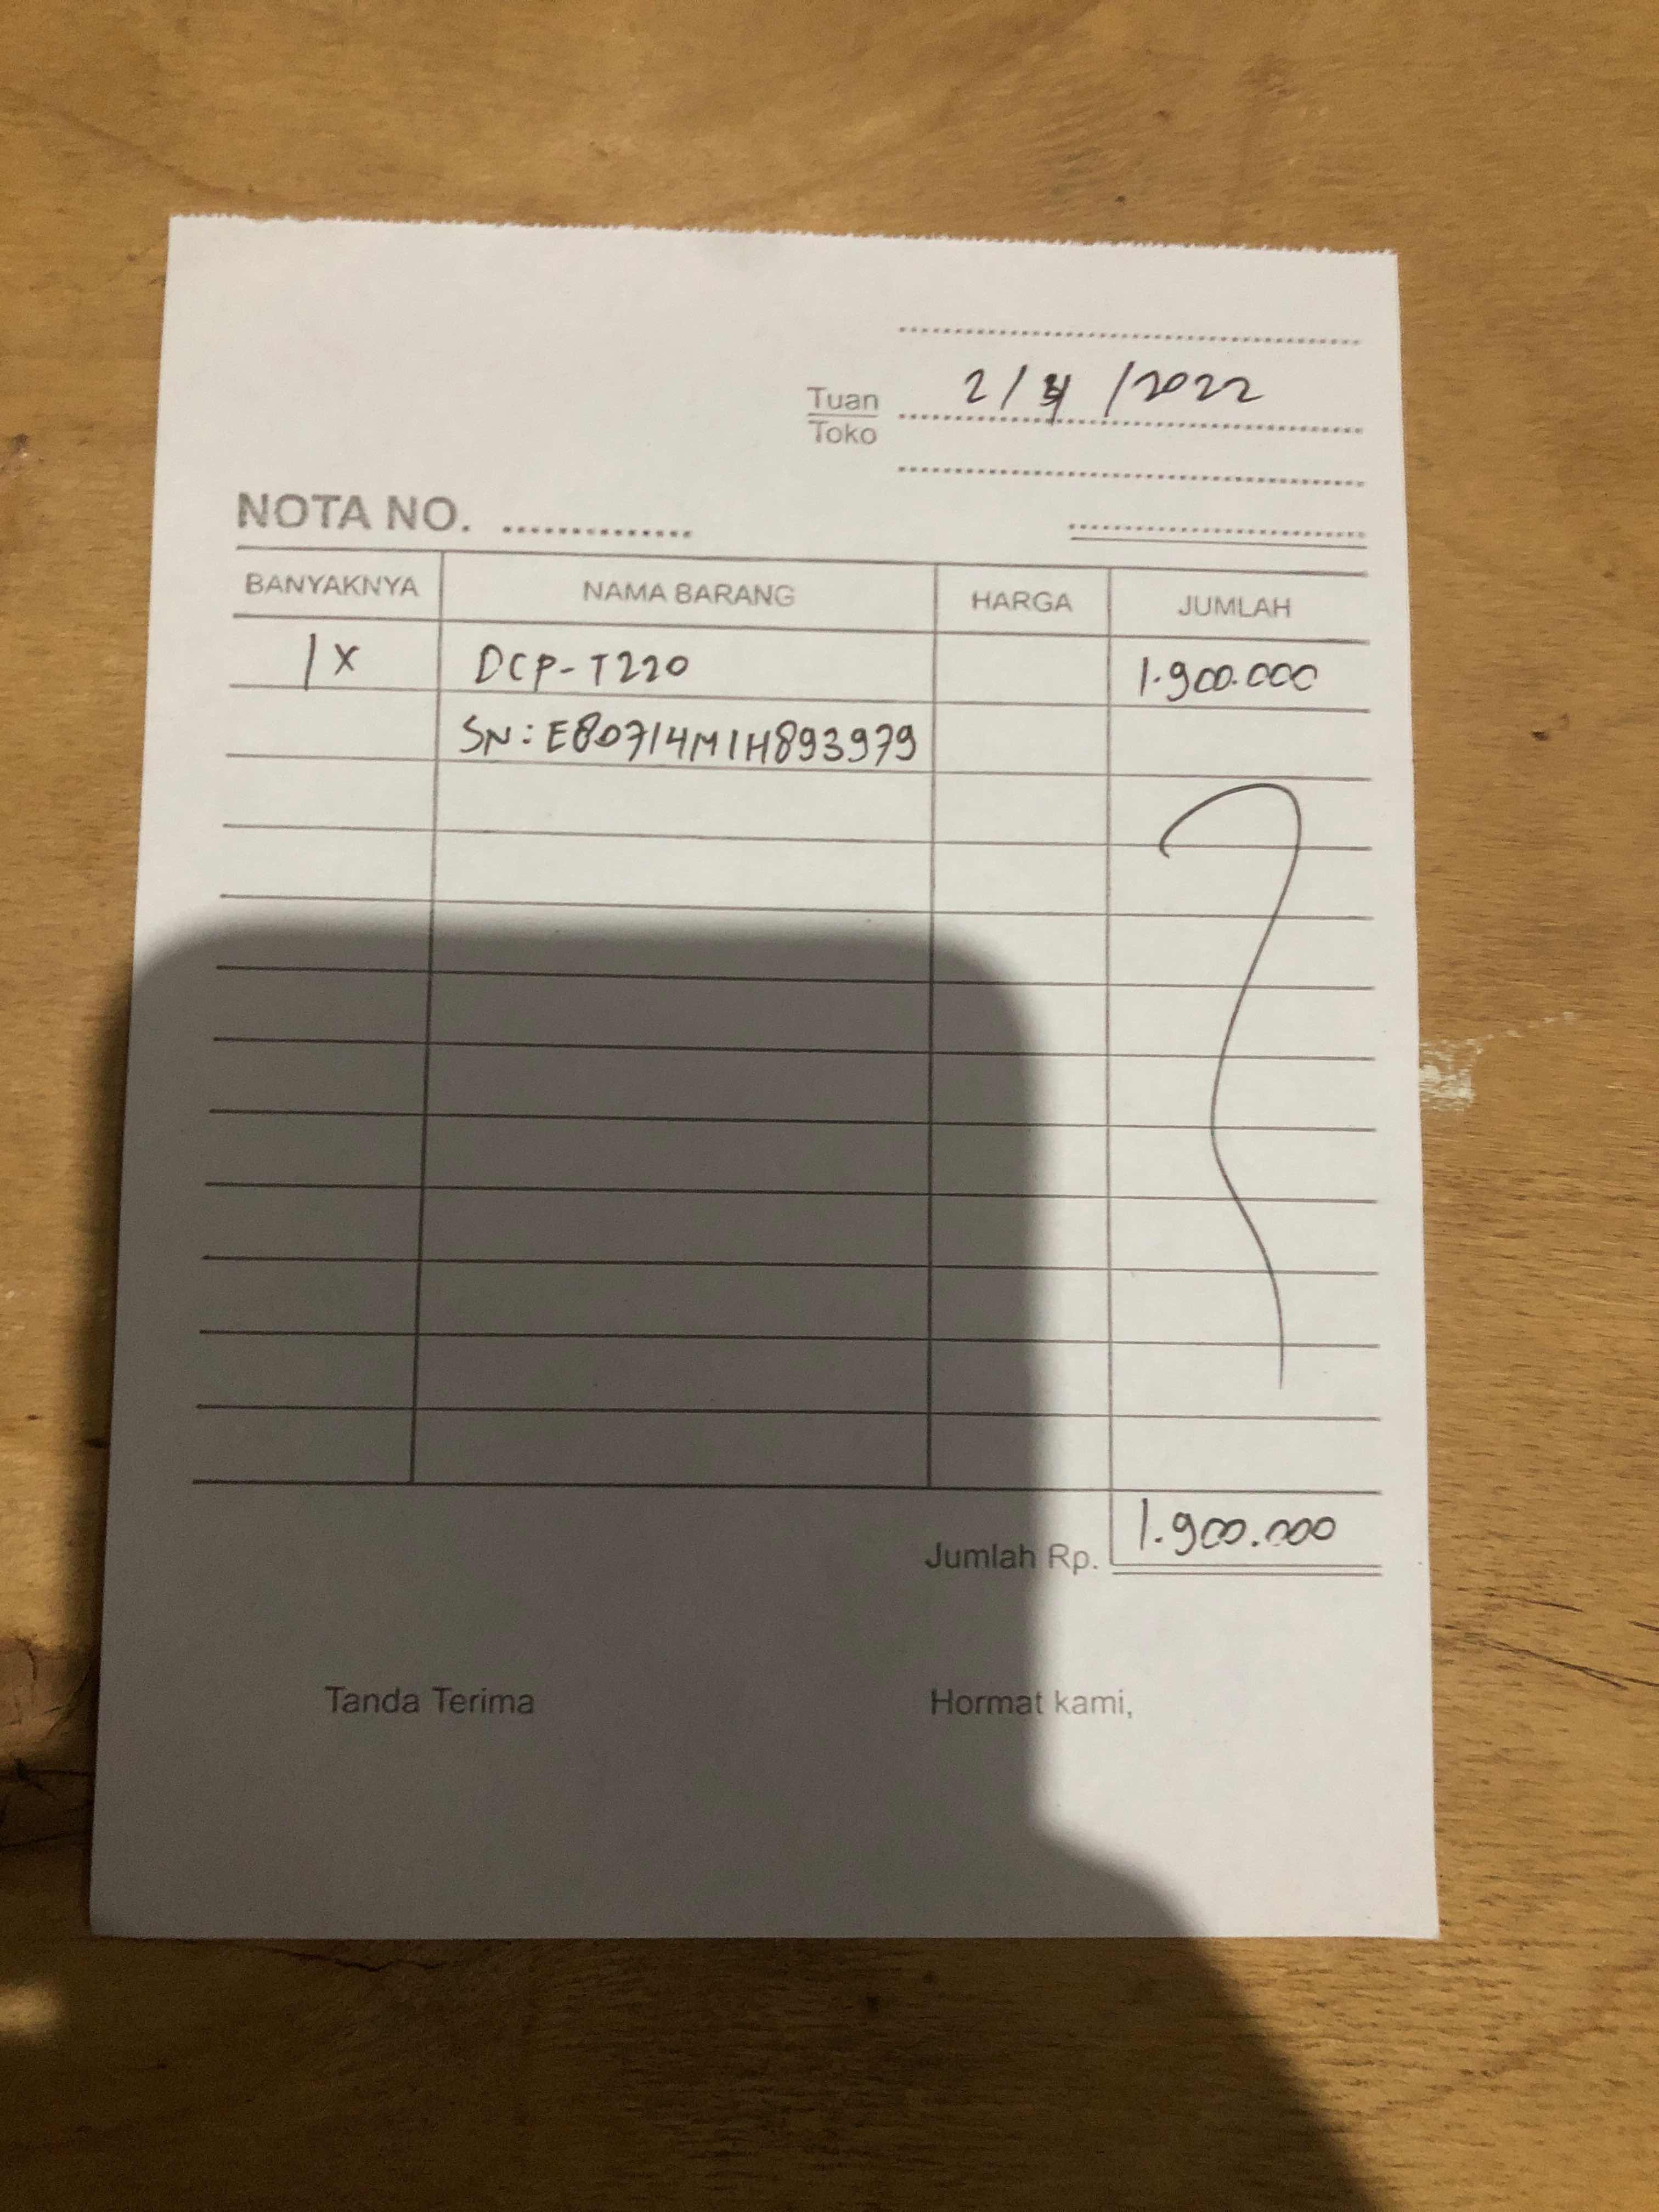 2/4/2022
Tuan
Toko
NOTA NO.
BANYAKNYA NAMA BARANG HARGA JUMLAH
1 X DCP-T220 1.900.000
SN: E80714M1H893979
Jumlah Rp. 1.900.000
Tanda Terima Hormat kami,